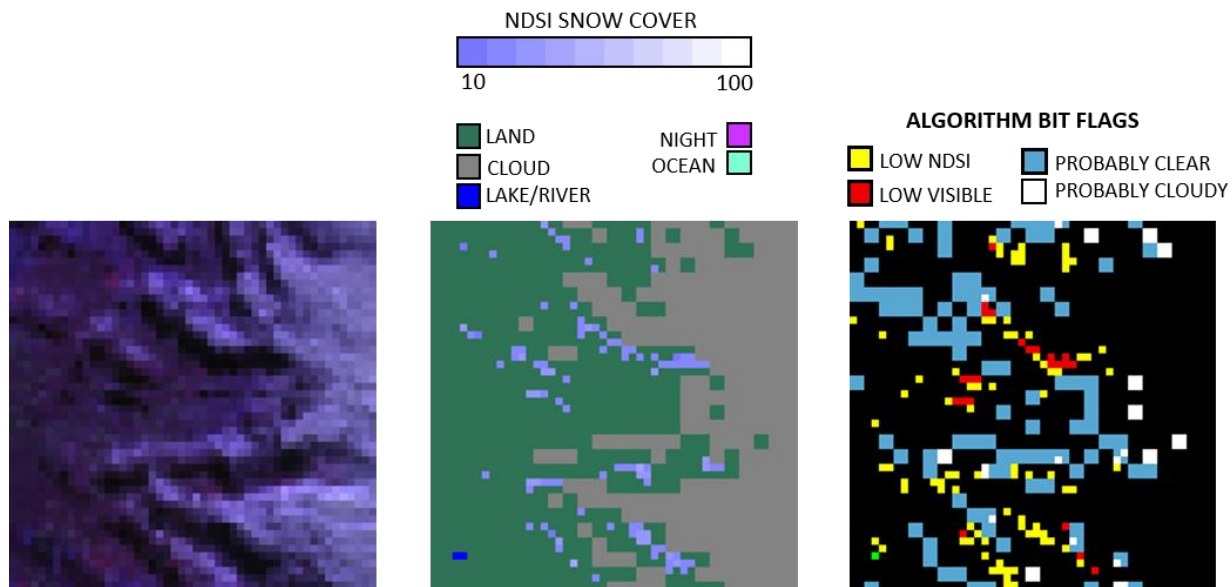 NDSI SNOW COVER
10 100
LAND NIGHT
CLOUD OCEAN
LAKE/RIVER
ALGORITHM BIT FLAGS
LOW NDSI PROBABLY CLEAR
LOW VISIBLE PROBABLY CLOUDY